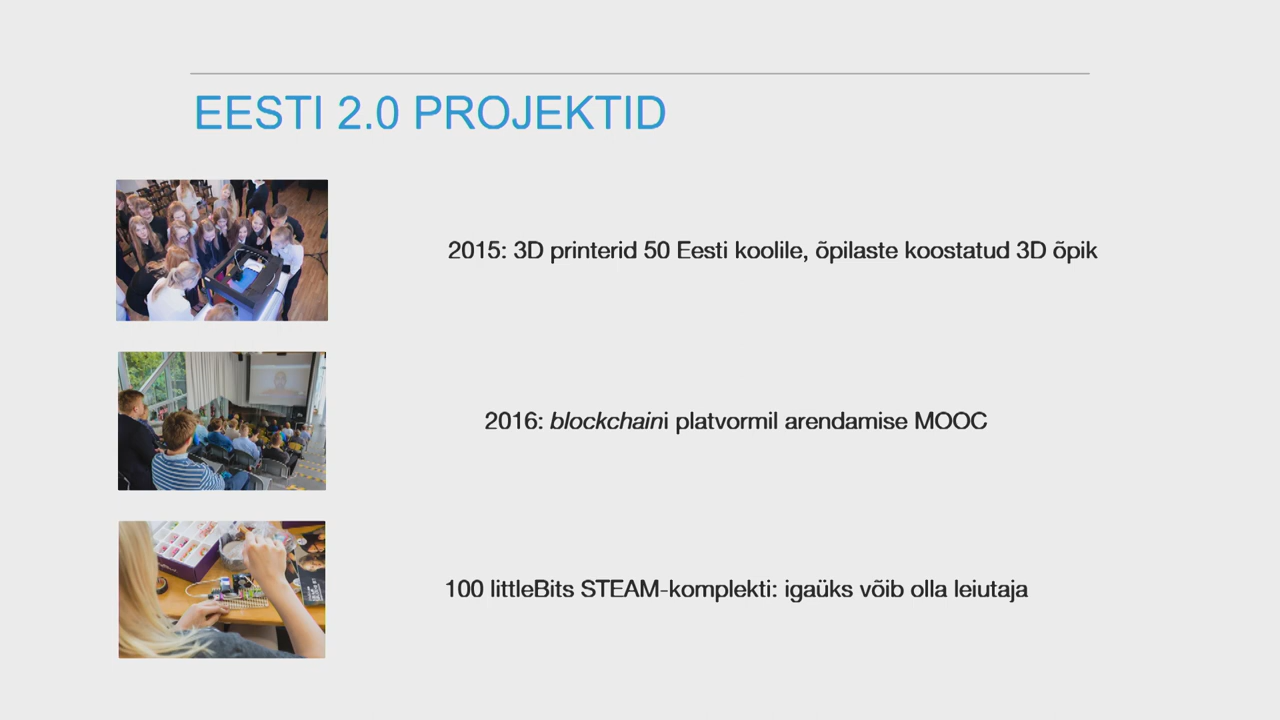 EESTI 2.0 PROJEKTID
2015: 3D printerid 50 Eesti koolile, õpilaste koostatud 3D õpik
2016: blockchaini platvormil arendamise MOOC
100 littleBits STEAM-komplekti: igaüks võib olla leiutaja